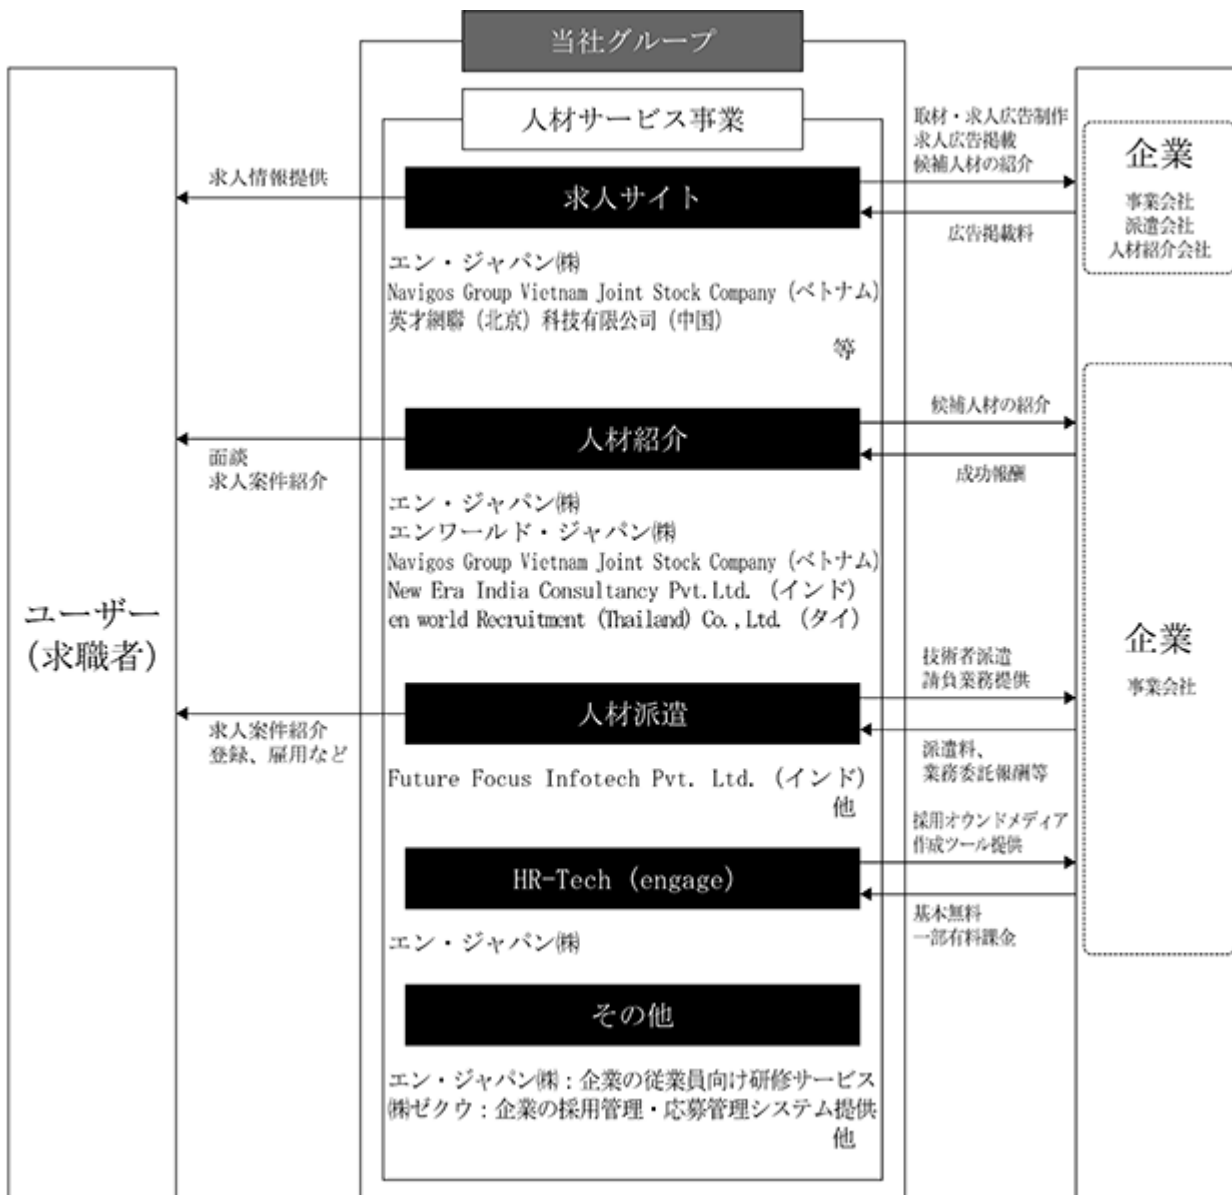 当社グループ
人材サービス事業
ユーザー
(求職者)
求人情報提供
求人サイト
取材・求人広告制作
求人広告掲載
候補人材の紹介
広告掲載料
企業
事業会社
派遣会社
人材紹介会社
エン・ジャパン㈱
Navigos Group Vietnam Joint Stock Company (ベトナム)
英才網聯(北京)科技有限公司(中国)
等
面談
求人案件紹介
人材紹介
候補人材の紹介
成功報酬
エン・ジャパン㈱
エンワールド・ジャパン㈱
Navigos Group Vietnam Joint Stock Company (ベトナム)
New Era India Consultancy Pvt.Ltd. (インド)
en world Recruitment (Thailand) Co.,Ltd. (タイ)
企業
事業会社
求人案件紹介
登録、雇用など
人材派遣
技術者派遣
請負業務提供
派遣料、
業務委託報酬等
Future Focus Infotech Pvt. Ltd. (インド)
他
HR-Tech (engage)
採用オウンドメディア
作成ツール提供
基本無料
一部有料課金
エン・ジャパン㈱
その他
エン・ジャパン㈱:企業の従業員向け研修サービス
㈱ゼクウ:企業の採用管理・応募管理システム提供
他